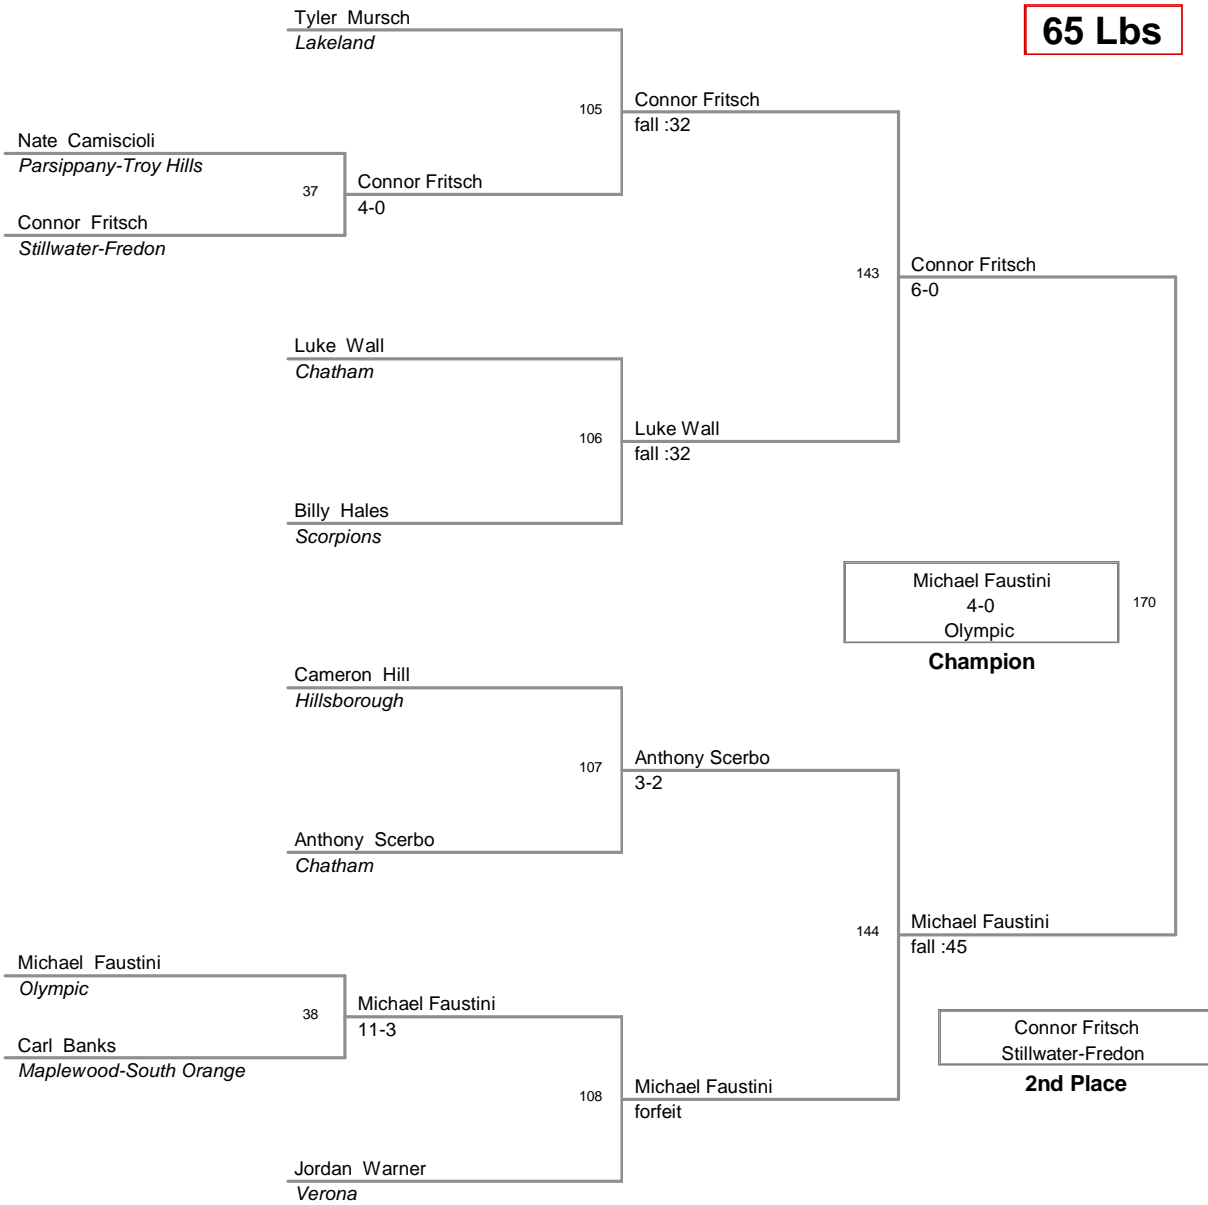 Tyler Mursch
Lakeland
65 Lbs
105
Connor Fritsch
fall :32
Nate Camiscioli
Parsippany-Troy Hills
37
Connor Fritsch
4-0
Connor Fritsch
Stillwater-Fredon
143
Connor Fritsch
6-0
Luke Wall
Chatham
106
Luke Wall
fall :32
Billy Hales
Scorpions
Michael Faustini
4-0
Olympic
170
Champion
Cameron Hill
Hillsborough
107
Anthony Scerbo
3-2
Anthony Scerbo
Chatham
144
Michael Faustini
fall :45
Michael Faustini
Olympic
38
Michael Faustini
11-3
Carl Banks
Maplewood-South Orange
Connor Fritsch
Stillwater-Fredon
2nd Place
108
Michael Faustini
forfeit
Jordan Warner
Verona